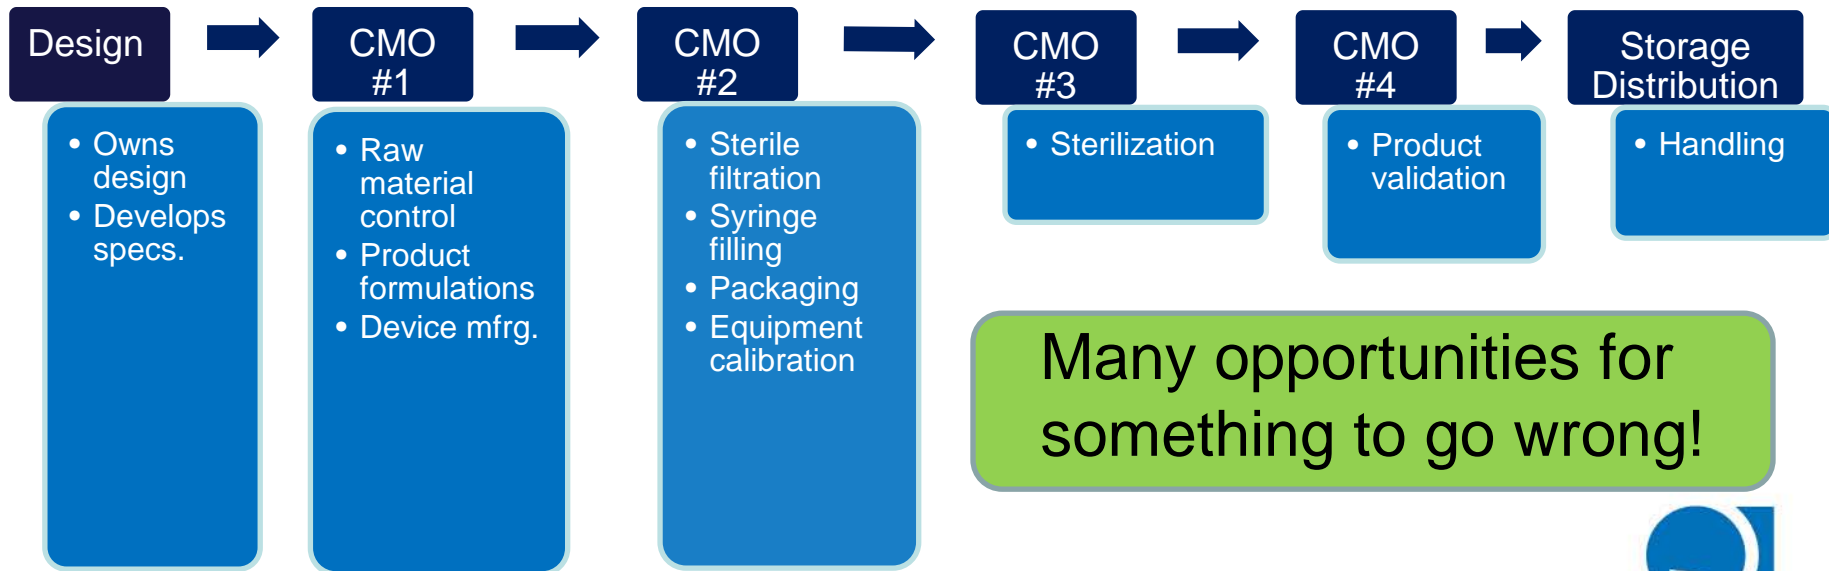 Design
• Owns
design
• Develops
specs.
CMO
#1
• Raw
material
control
• Product
formulations
• Device mfrg.
CMO
#2
• Sterile
filtration
• Syringe
filling
• Packaging
• Equipment
calibration
CMO
#3
• Sterilization
CMO
#4
• Product
validation
Storage
Distribution
• Handling
Many opportunities for
something to go wrong!